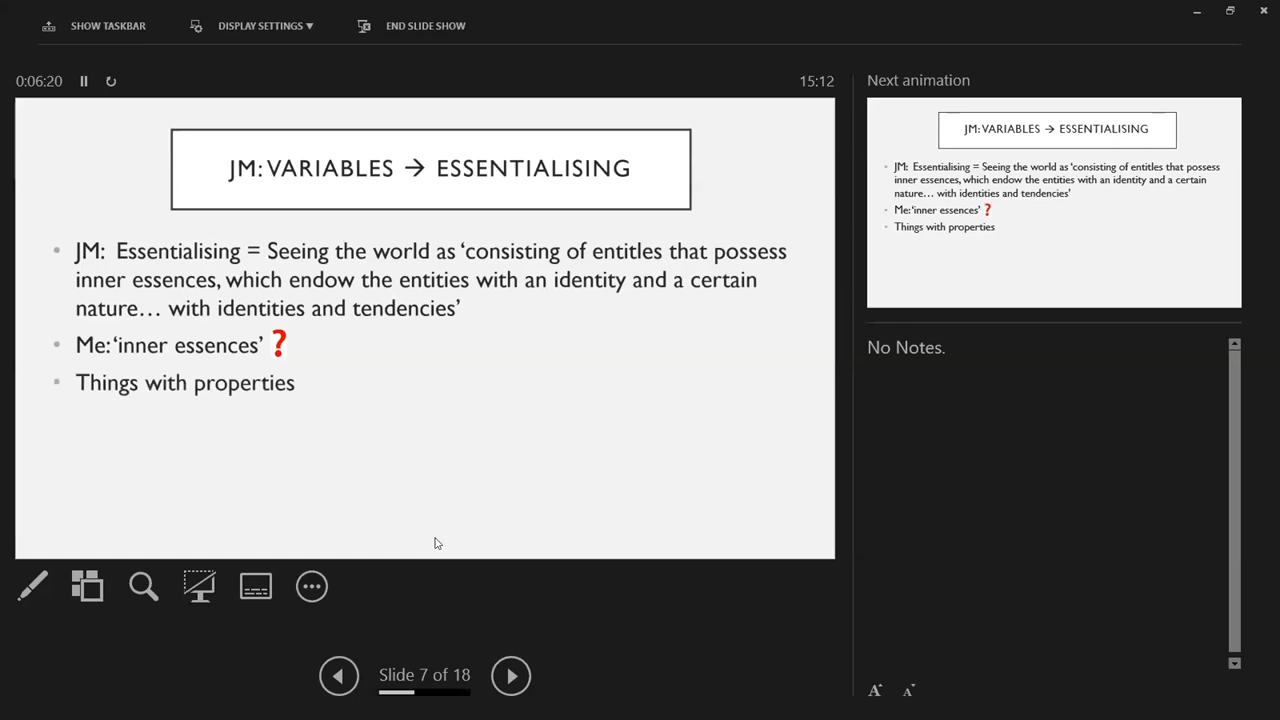 SHOW TASKBAR
DISPLAY SETTINGS ▼
END SLIDE SHOW
0:06:20
15:12
JM: VARIABLES → ESSENTIALISING
JM: Essentialising = Seeing the world as ‘consisting of entitles that possess
inner essences, which endow the entities with an identity and a certain
nature… with identities and tendencies’
Me: ‘inner essences’ ❓
Things with properties
Slide 7 of 18
Next animation
JM: VARIABLES → ESSENTIALISING
JM: Essentialising = Seeing the world as ‘consisting of entities that possess
inner essences, which endow the entities with an identity and a certain
nature… with identities and tendencies’
Me: ‘inner essences’ ❓
Things with properties
No Notes.
A A